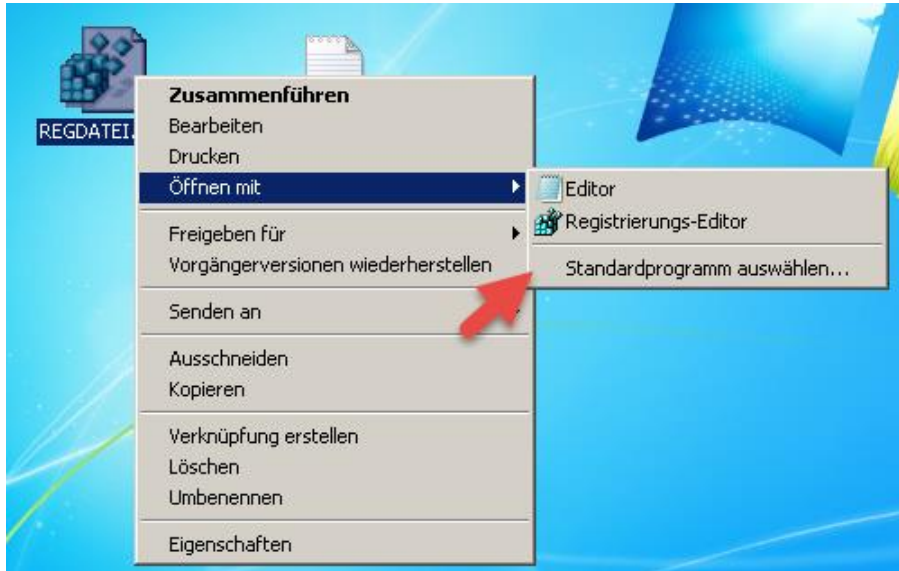 REGDATEI.
Zusammenführen
Bearbeiten
Drucken
Öffnen mit
Freigeben für
Vorgängerversionen wiederherstellen
Senden an
Ausschneiden
Kopieren
Verknüpfung erstellen
Löschen
Umbenennen
Eigenschaften
Editor
Registrierungs-Editor
Standardprogramm auswählen...